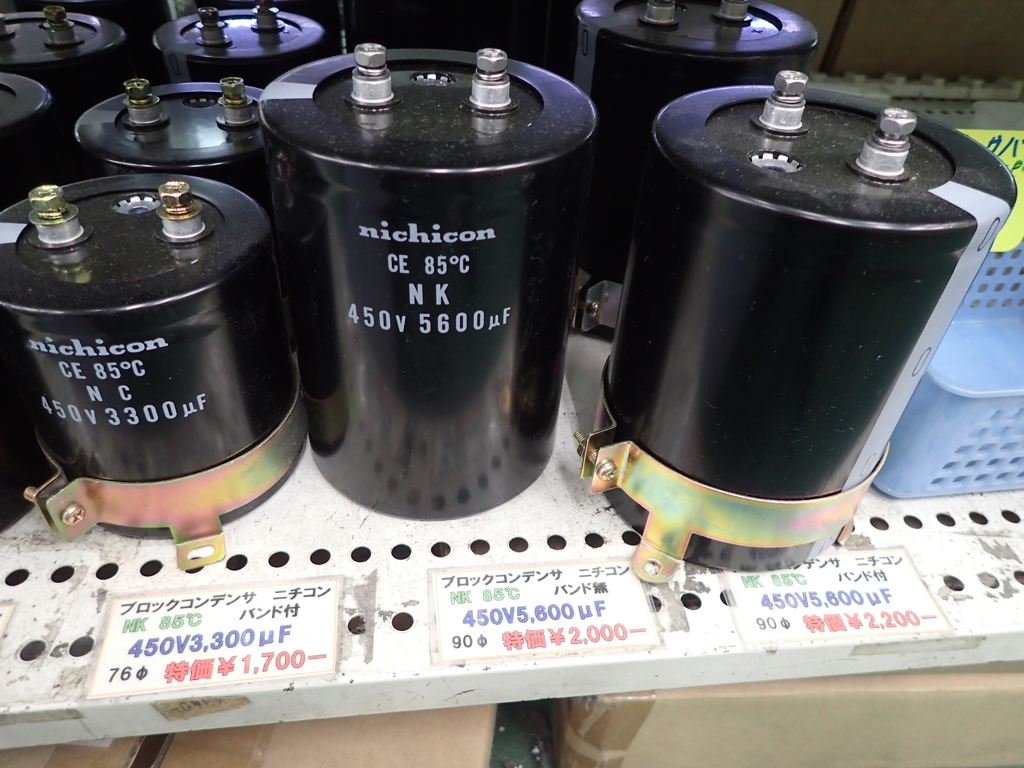 nichicon
CE 85℃
N C
450V 3300μF
nichicon
CE 85℃
N K
450V 5600μF
ブロックコンデンサ ニチコン
NK 85℃ バンド付
450V3,300μF
76φ 特価¥1,700−
ブロックコンデンサ ニチコン
NK 85℃ バンド無
450V5,600μF
90φ 特価¥2,000−
コンデンサ ニチコン
NK 85℃ バンド付
450V5,600μF
90φ 特価¥2,200−